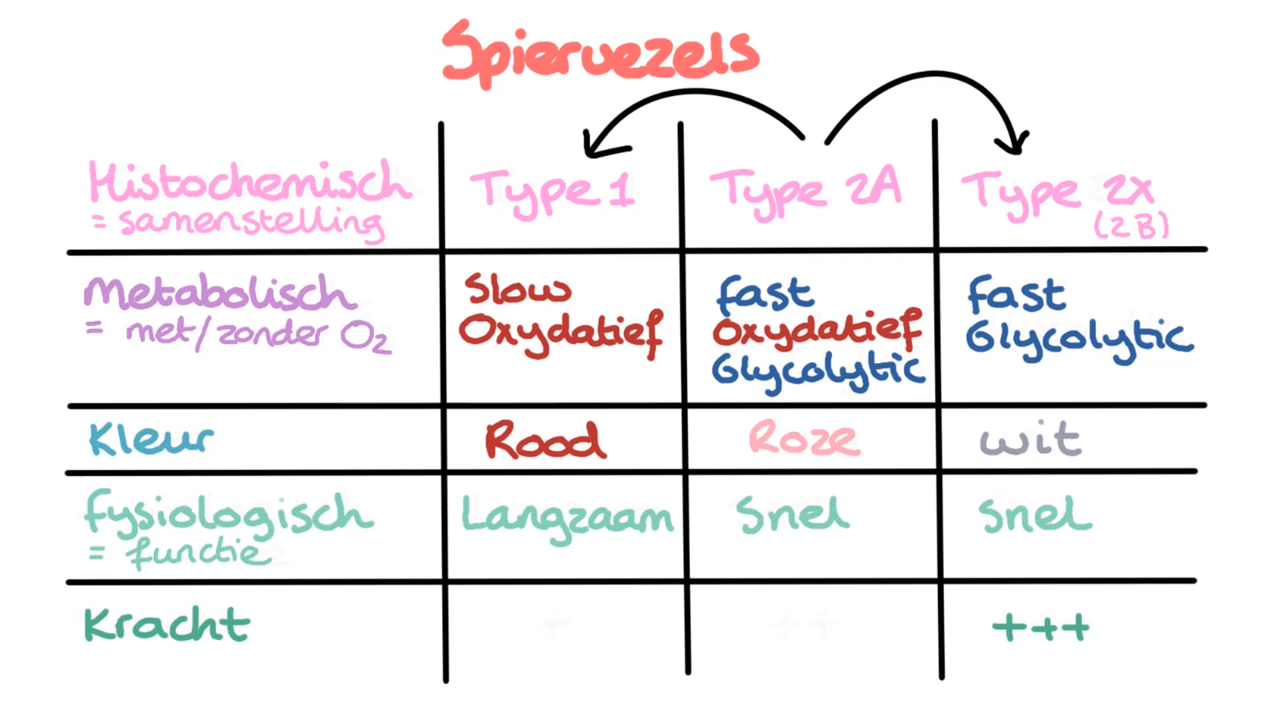 Spiervezels
Histochemisch
= samenstelling
Type 1
Type 2A
Type 2x
(2B)
Metabolisch
= met/zonder O₂
Slow
Oxydatief
fast
Oxydatief
Glycolytic
fast
Glycolytic
Kleur
Rood
Roze
wit
fysiologisch
= functie
Langzaam
Snel
Snel
Kracht
+
++
+++